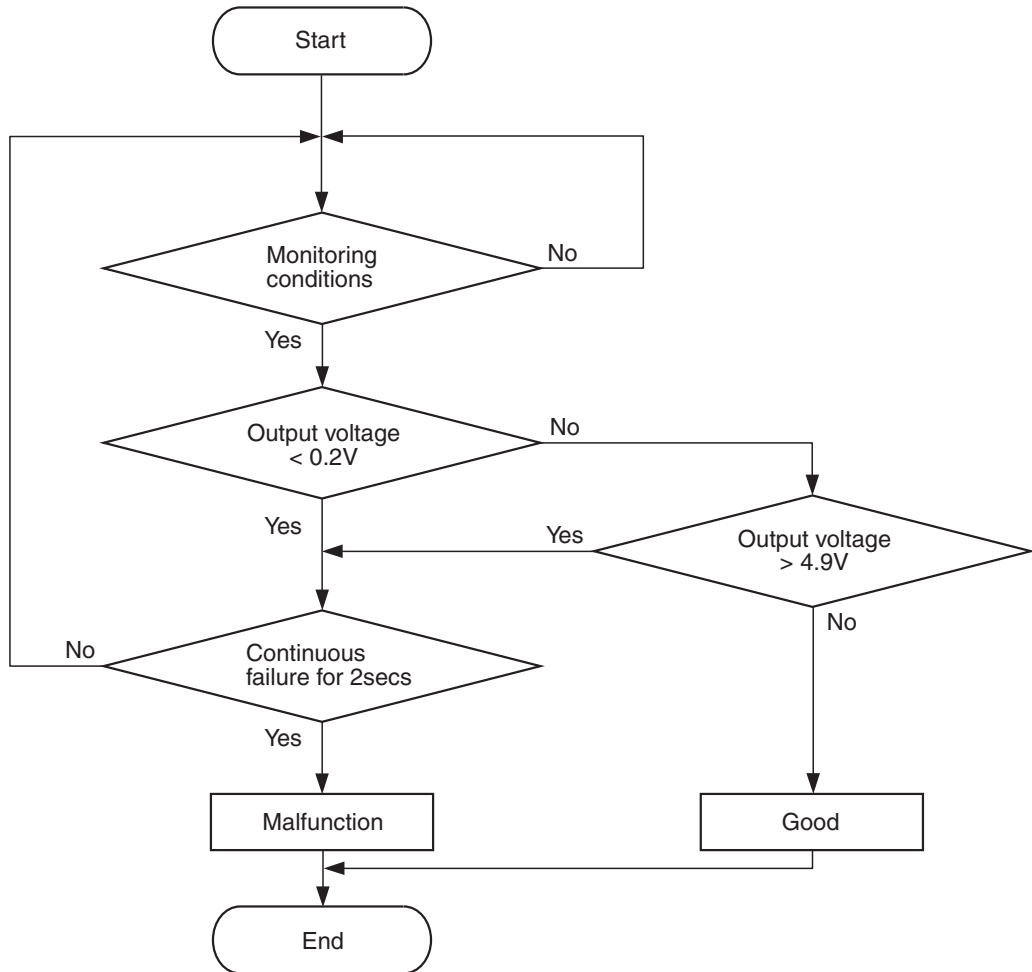 Start
Monitoring
conditions
No
Yes
Output voltage
< 0.2V
No
Yes
Yes
Output voltage
> 4.9V
No
No
Continuous
failure for 2secs
Yes
Malfunction
Good
End